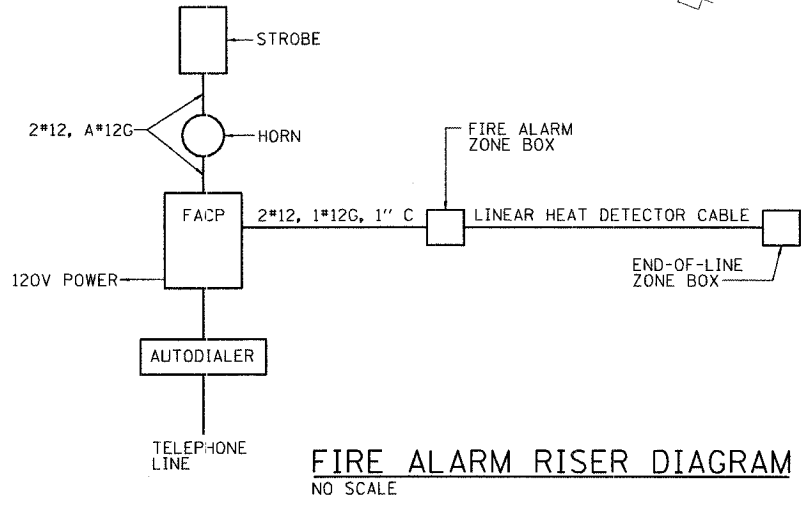 STROBE
2#12, A#12G
HORN
FIRE ALARM
ZONE BOX
FACP
2#12, 1#12G, 1" C
LINEAR HEAT DETECTOR CABLE
120V POWER
END-OF-LINE
ZONE BOX
AUTODIALER
TELEPHONE
LINE
FIRE ALARM RISER DIAGRAM
NO SCALE